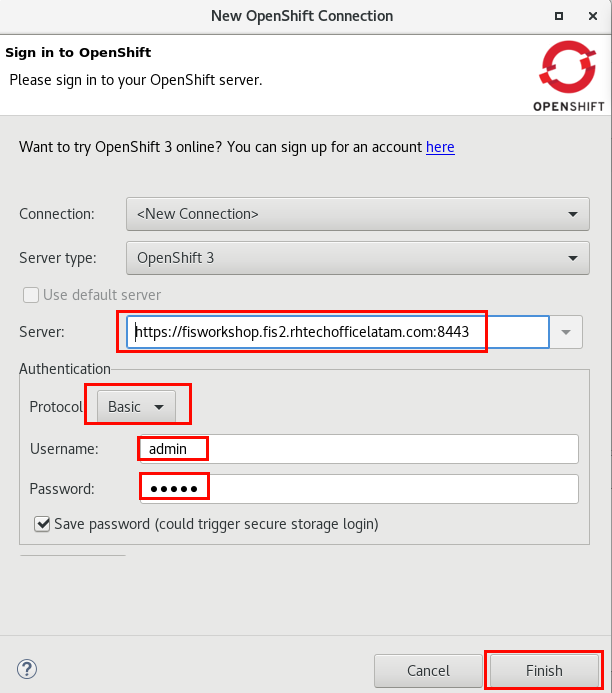 New OpenShift Connection
Sign in to OpenShift
Please sign in to your OpenShift server.
OPENSHIFT
Want to try OpenShift 3 online? You can sign up for an account here
Connection: <New Connection>
Server type: OpenShift 3
Use default server
Server: https://fisworkshop.fis2.rhtechofficelatam.com:8443
Authentication
Protocol Basic
Username: admin
Password: ●●●●●
Save password (could trigger secure storage login)
? Cancel Finish